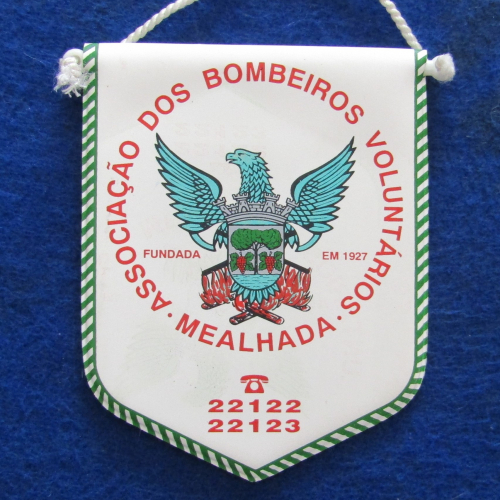 ASSOCIAÇÃO DOS BOMBEIROS VOLUNTÁRIOS · MEALHADA ·
FUNDADA EM 1927
22122
22123